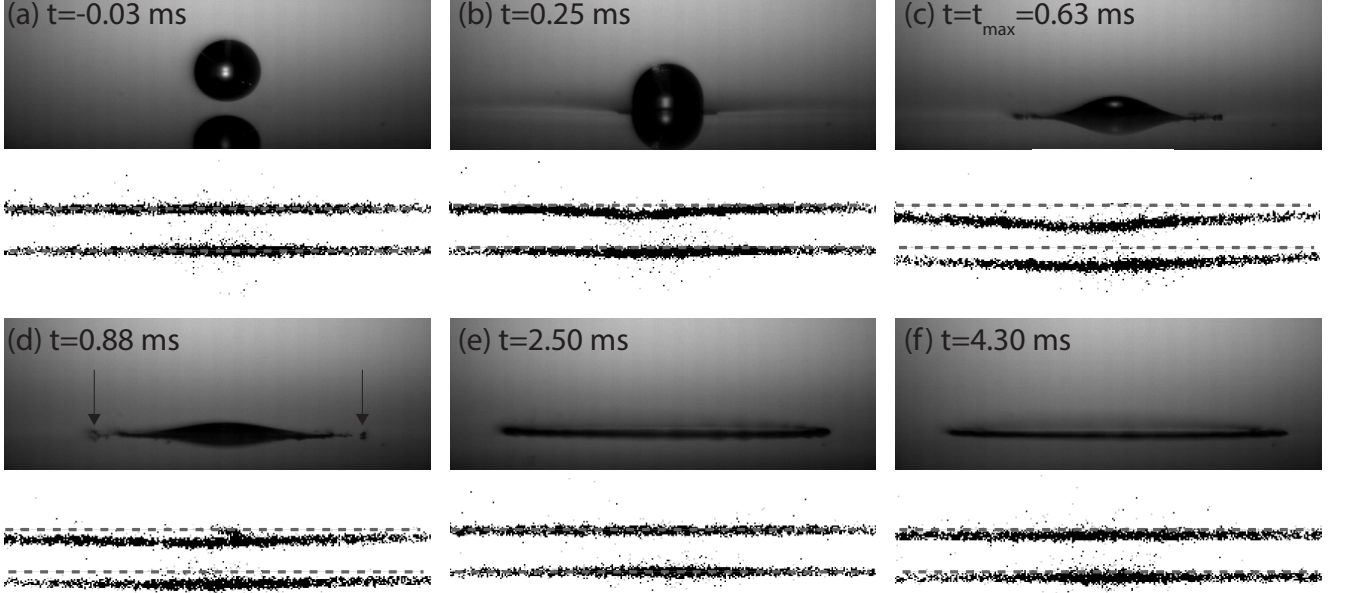 (a) t=-0.03 ms
(b) t=0.25 ms
(c) t=tmax=0.63 ms
(d) t=0.88 ms
(e) t=2.50 ms
(f) t=4.30 ms